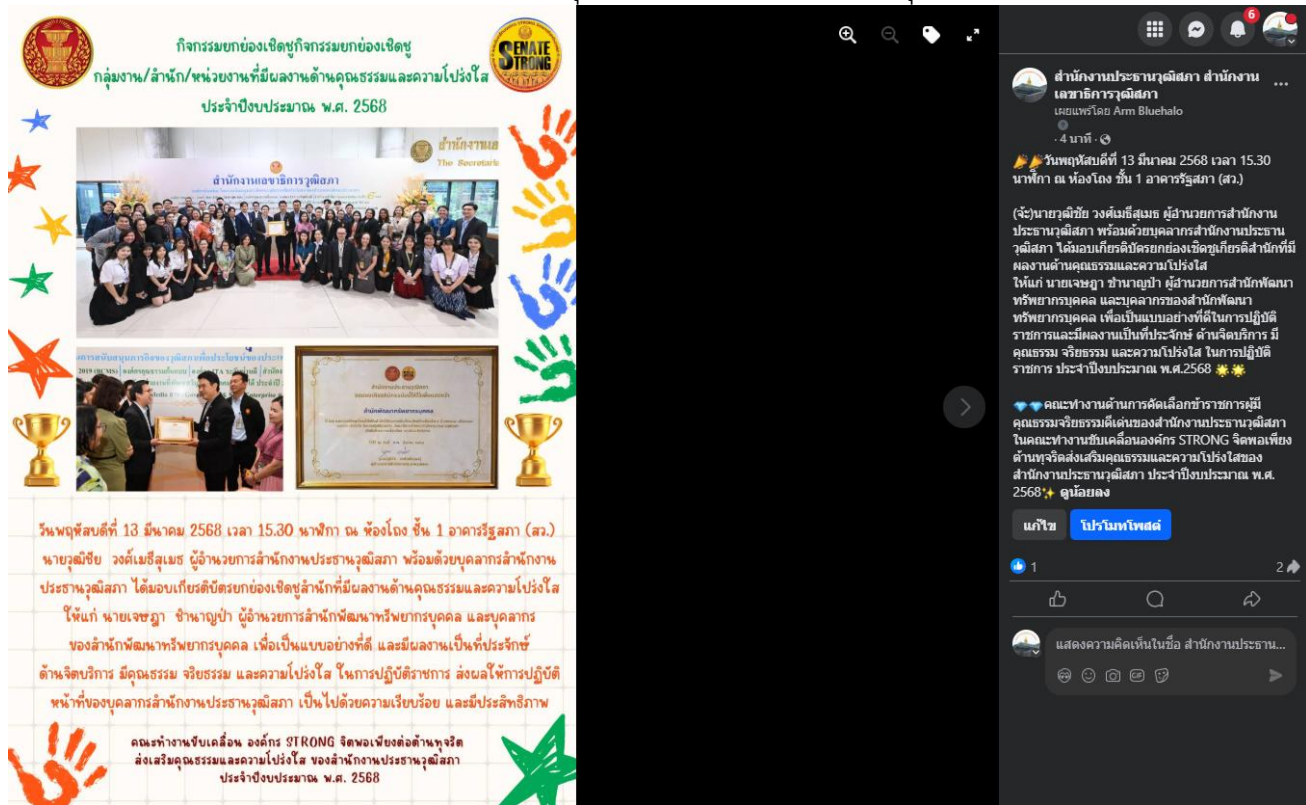 กิจกรรมยกย่องเชิดชูกิจกรรมยกย่องเชิดชู
กลุ่มงาน/สำนัก/หน่วยงานที่มีผลงานด้านคุณธรรมและความโปร่งใส
ประจำปีงบประมาณ พ.ศ. 2568
SENATE
STRONG
สำนักงานเล
The Secretari
สำนักงานเลขาธิการวุฒิสภา
สำนักงานประธานวุฒิสภา
สำนักพัฒนาทรัพยากรบุคคล
วันพฤหัสบดีที่ 13 มีนาคม 2568 เวลา 15.30 นาฬิกา ณ ห้องโถง ชั้น 1 อาคารรัฐสภา (สว.)
นายวุฒิชัย วงศ์เมธีสุเมธ ผู้อำนวยการสำนักงานประธานวุฒิสภา พร้อมด้วยบุคลากรสำนักงาน
ประธานวุฒิสภา ได้มอบเกียรติบัตรยกย่องเชิดชูสำนักที่มีผลงานด้านคุณธรรมและความโปร่งใส
ให้แก่ นายเจษฎา ชำนาญป่า ผู้อำนวยการสำนักพัฒนาทรัพยากรบุคคล และบุคลากร
ของสำนักพัฒนาทรัพยากรบุคคล เพื่อเป็นแบบอย่างที่ดี และมีผลงานเป็นที่ประจักษ์
ด้านจิตบริการ มีคุณธรรม จริยธรรม และความโปร่งใส ในการปฏิบัติราชการ ส่งผลให้การปฏิบัติ
หน้าที่ของบุคลากรสำนักงานประธานวุฒิสภา เป็นไปด้วยความเรียบร้อย และมีประสิทธิภาพ
คณะทำงานขับเคลื่อน องค์กร STRONG จิตพอเพียงต่อต้านทุจริต
ส่งเสริมคุณธรรมและความโปร่งใส ของสำนักงานประธานวุฒิสภา
ประจำปีงบประมาณ พ.ศ. 2568
6
สำนักงานประธานวุฒิสภา สำนักงาน
เลขาธิการวุฒิสภา
เผยแพร่โดย Arm Bluehalo
· 4 นาที ·
วันพฤหัสบดีที่ 13 มีนาคม 2568 เวลา 15.30
นาฬิกา ณ ห้องโถง ชั้น 1 อาคารรัฐสภา (สว.)
(จ้ะ)นายวุฒิชัย วงศ์เมธีสุเมธ ผู้อำนวยการสำนักงาน
ประธานวุฒิสภา พร้อมด้วยบุคลากรสำนักงานประธาน
วุฒิสภา ได้มอบเกียรติบัตรยกย่องเชิดชูเกียรติสำนักที่มี
ผลงานด้านคุณธรรมและความโปร่งใส
ให้แก่ นายเจษฎา ชำนาญป่า ผู้อำนวยการสำนักพัฒนา
ทรัพยากรบุคคล และบุคลากรของสำนักพัฒนา
ทรัพยากรบุคคล เพื่อเป็นแบบอย่างที่ดีในการปฏิบัติ
ราชการและมีผลงานเป็นที่ประจักษ์ ด้านจิตบริการ มี
คุณธรรม จริยธรรม และความโปร่งใส ในการปฏิบัติ
ราชการ ประจำปีงบประมาณ พ.ศ.2568
คณะทำงานด้านการคัดเลือกข้าราชการผู้มี
คุณธรรมจริยธรรมดีเด่นของสำนักงานประธานวุฒิสภา
ในคณะทำงานขับเคลื่อนองค์กร STRONG จิตพอเพียง
ต้านทุจริตส่งเสริมคุณธรรมและความโปร่งใสของ
สำนักงานประธานวุฒิสภา ประจำปีงบประมาณ พ.ศ.
2568 ดูน้อยลง
แก้ไข
โปรโมทโพสต์
1
2
แสดงความคิดเห็นในชื่อ สำนักงานประธาน...
GIF